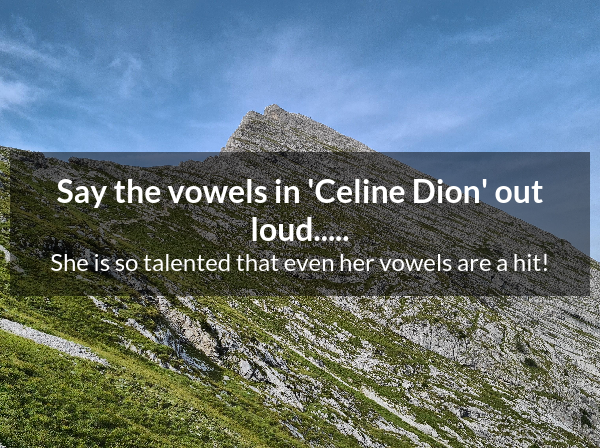 Say the vowels in 'Celine Dion' out
loud.....
She is so talented that even her vowels are a hit!